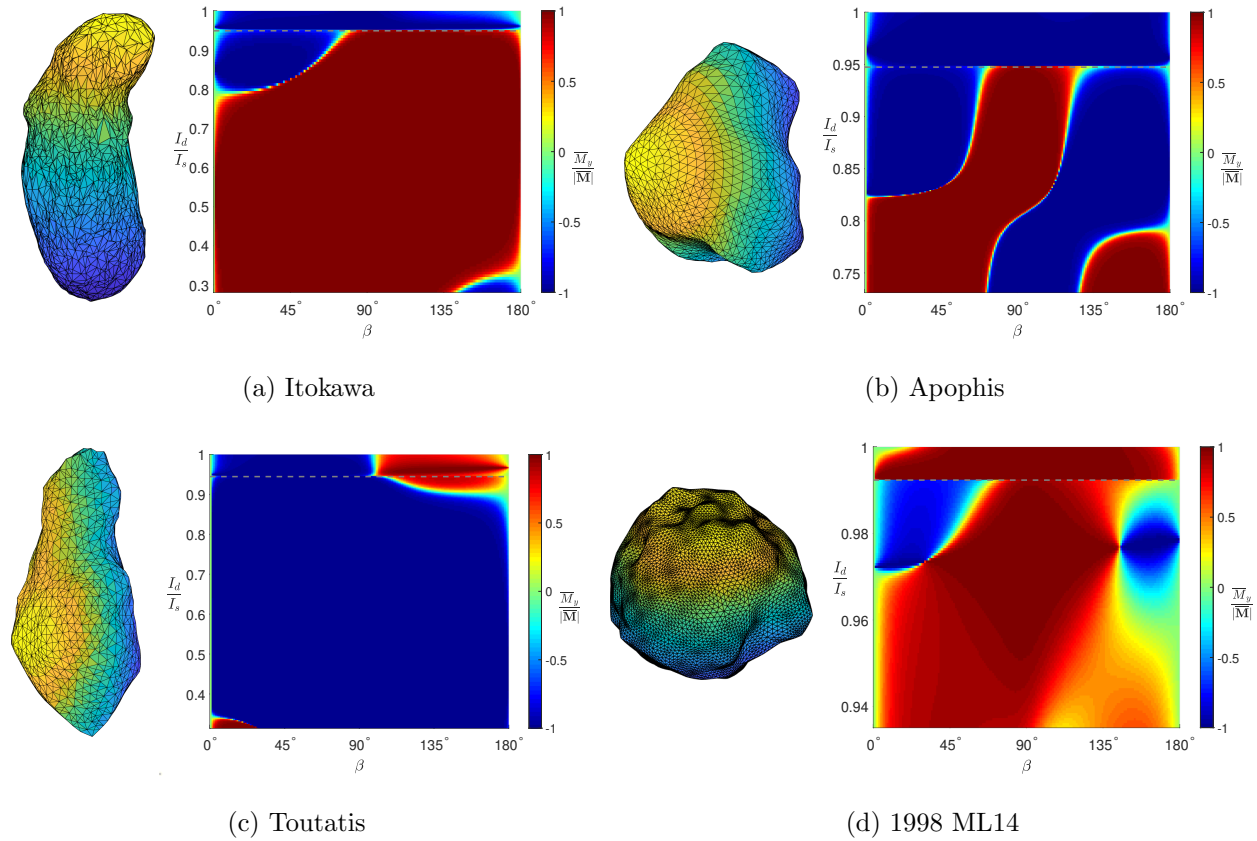 1
0.9
0.8
0.7
0.6
0.5
0.4
0.3
I_d
I_s
0° 45° 90° 135° 180°
β
1
0.5
0
-0.5
-1
M̅_y
|M̅|
(a) Itokawa
1
0.95
0.9
0.85
0.8
0.75
I_d
I_s
0° 45° 90° 135° 180°
β
1
0.5
0
-0.5
-1
M̅_y
|M̅|
(b) Apophis
1
0.9
0.8
0.7
0.6
0.5
0.4
I_d
I_s
0° 45° 90° 135° 180°
β
1
0.5
0
-0.5
-1
M̅_y
|M̅|
(c) Toutatis
1
0.98
0.96
0.94
I_d
I_s
0° 45° 90° 135° 180°
β
1
0.5
0
-0.5
-1
M̅_y
|M̅|
(d) 1998 ML14